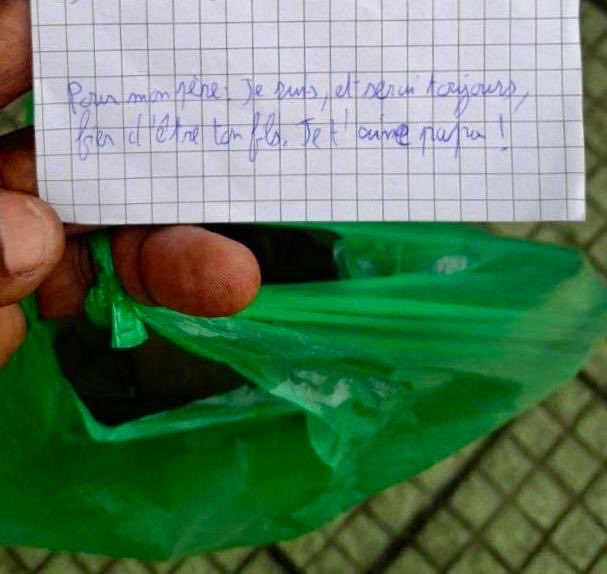 Pour mon père: Je suis, et serai toujours,
fier d'être ton fils. Je t'aime papa!